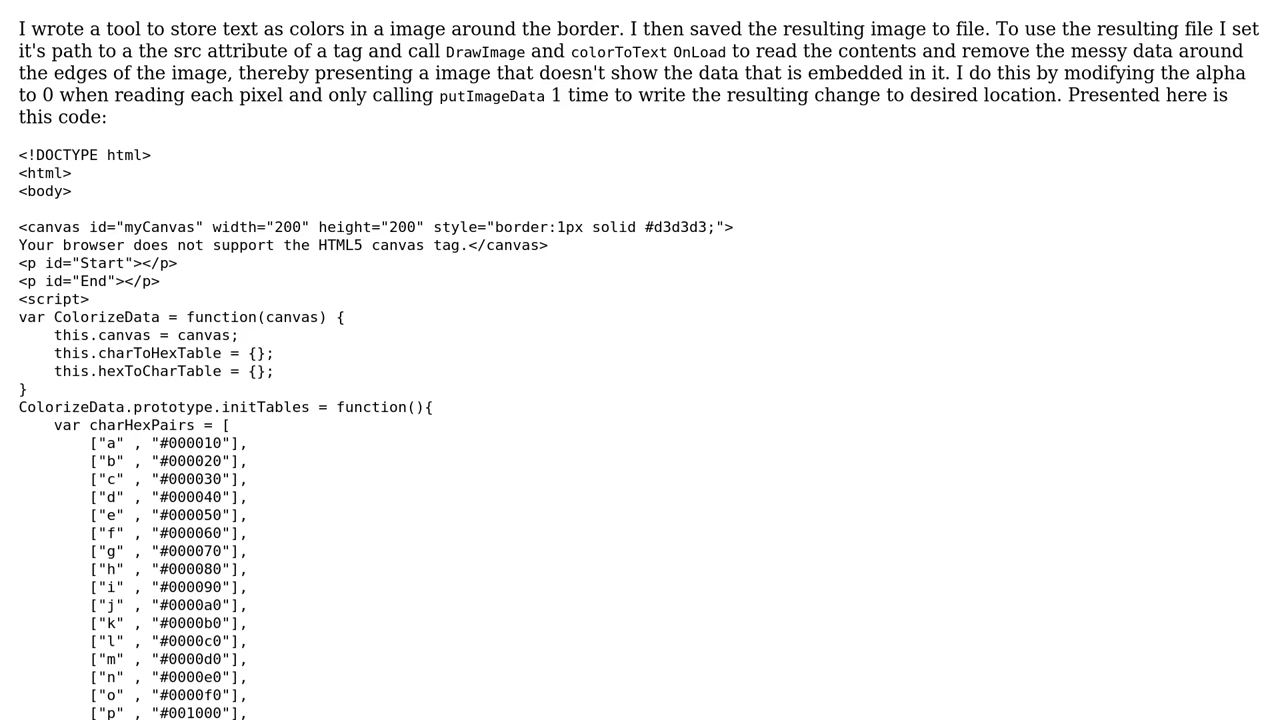 I wrote a tool to store text as colors in a image around the border. I then saved the resulting image to file. To use the resulting file I set
it's path to a the src attribute of a tag and call DrawImage and colorToText OnLoad to read the contents and remove the messy data around
the edges of the image, thereby presenting a image that doesn't show the data that is embedded in it. I do this by modifying the alpha
to 0 when reading each pixel and only calling putImageData 1 time to write the resulting change to desired location. Presented here is
this code:
<!DOCTYPE html>
<html>
<body>
<canvas id="myCanvas" width="200" height="200" style="border:1px solid #d3d3d3;">
Your browser does not support the HTML5 canvas tag.</canvas>
<p id="Start"></p>
<p id="End"></p>
<script>
var ColorizeData = function(canvas) {
    this.canvas = canvas;
    this.charToHexTable = {};
    this.hexToCharTable = {};
}
ColorizeData.prototype.initTables = function(){
    var charHexPairs = [
        ["a" , "#000010"],
        ["b" , "#000020"],
        ["c" , "#000030"],
        ["d" , "#000040"],
        ["e" , "#000050"],
        ["f" , "#000060"],
        ["g" , "#000070"],
        ["h" , "#000080"],
        ["i" , "#000090"],
        ["j" , "#0000a0"],
        ["k" , "#0000b0"],
        ["l" , "#0000c0"],
        ["m" , "#0000d0"],
        ["n" , "#0000e0"],
        ["o" , "#0000f0"],
        ["p" , "#001000"],